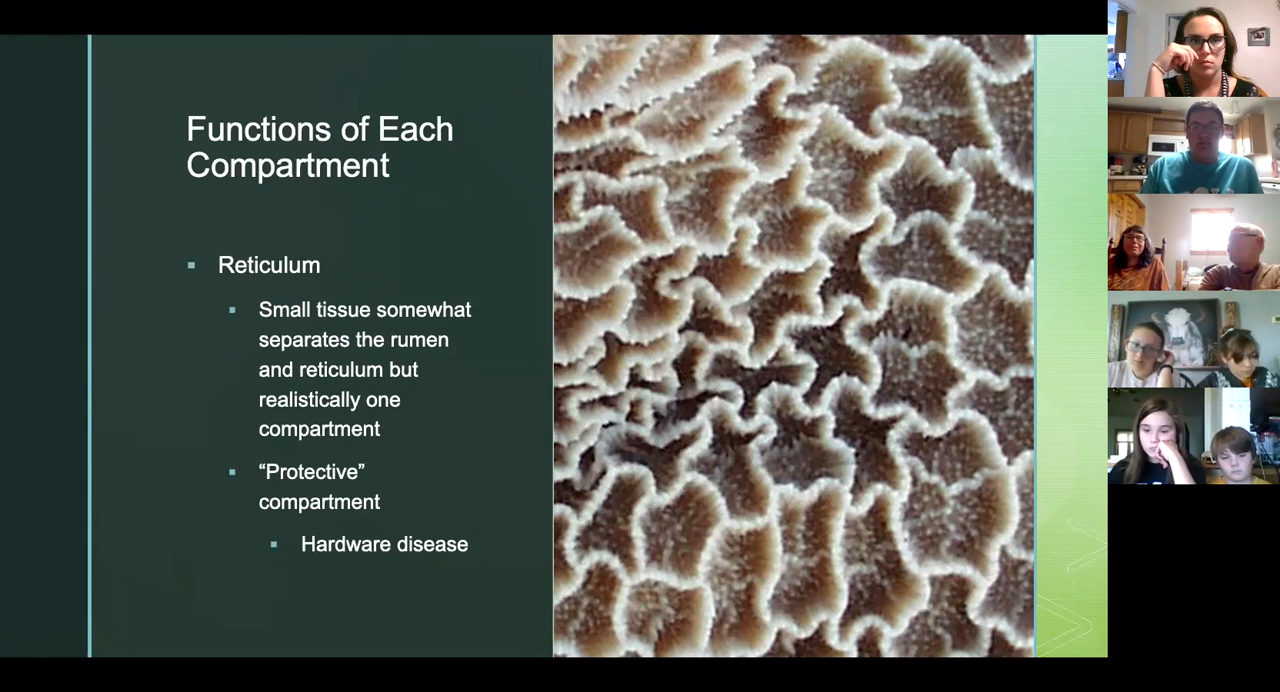 Functions of Each
Compartment
Reticulum
Small tissue somewhat
separates the rumen
and reticulum but
realistically one
compartment
“Protective”
compartment
Hardware disease